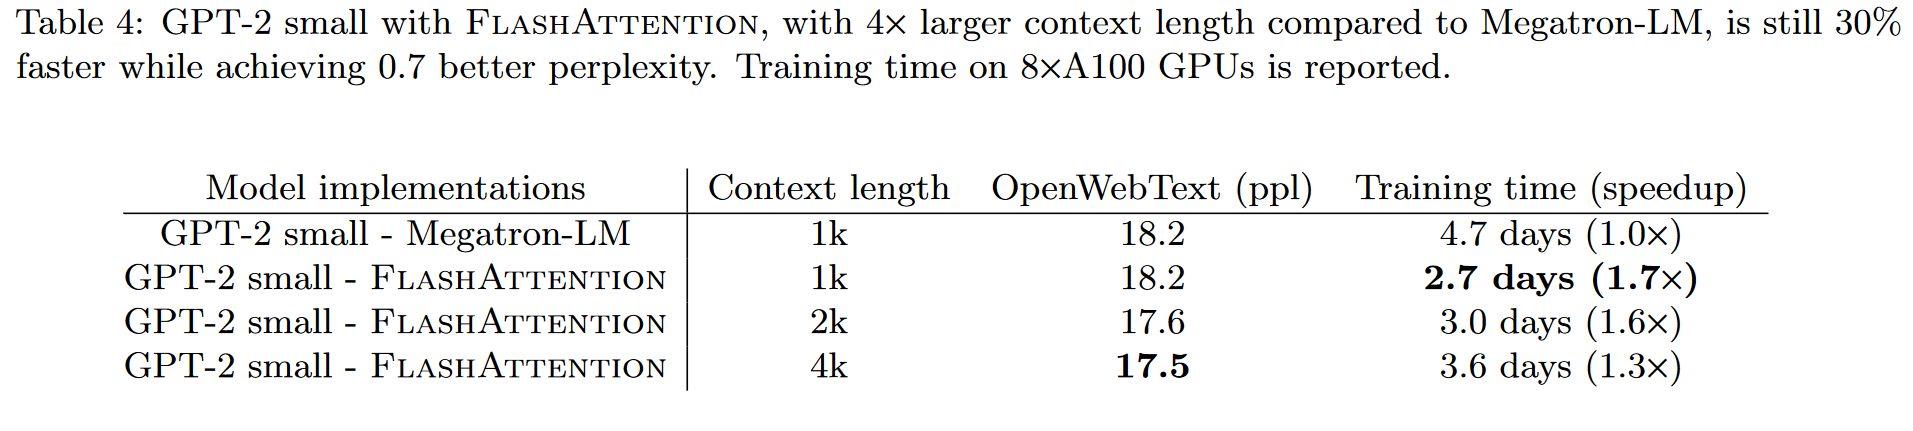 Table 4: GPT-2 small with FLASHATTENTION, with 4× larger context length compared to Megatron-LM, is still 30%
faster while achieving 0.7 better perplexity. Training time on 8×A100 GPUs is reported.
Model implementations Context length OpenWebText (ppl) Training time (speedup)
GPT-2 small - Megatron-LM 1k 18.2 4.7 days (1.0×)
GPT-2 small - FLASHATTENTION 1k 18.2 2.7 days (1.7×)
GPT-2 small - FLASHATTENTION 2k 17.6 3.0 days (1.6×)
GPT-2 small - FLASHATTENTION 4k 17.5 3.6 days (1.3×)